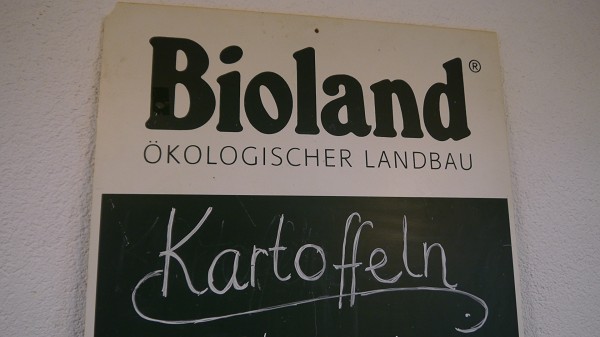 Bioland®
ÖKOLOGISCHER LANDBAU
Kartoffeln